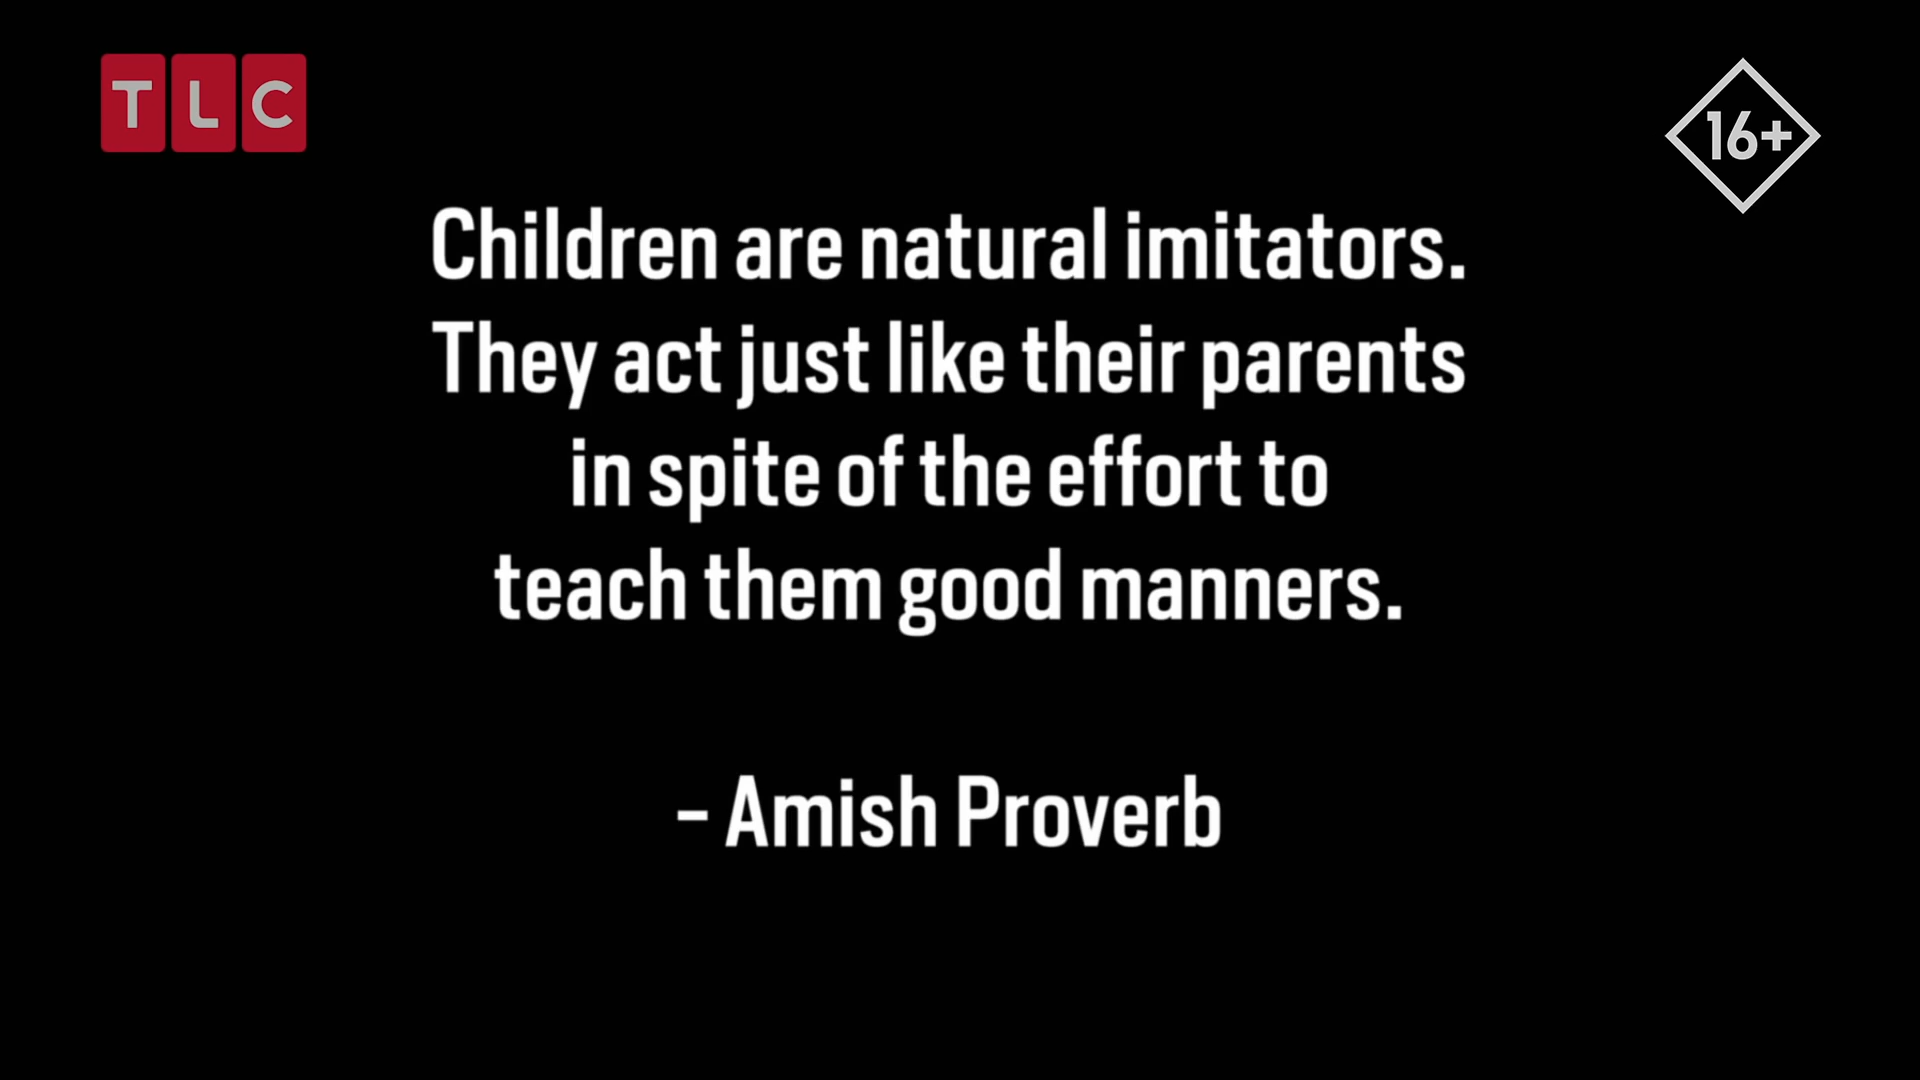 TLC
16+
Children are natural imitators.
They act just like their parents
in spite of the effort to
teach them good manners.
- Amish Proverb